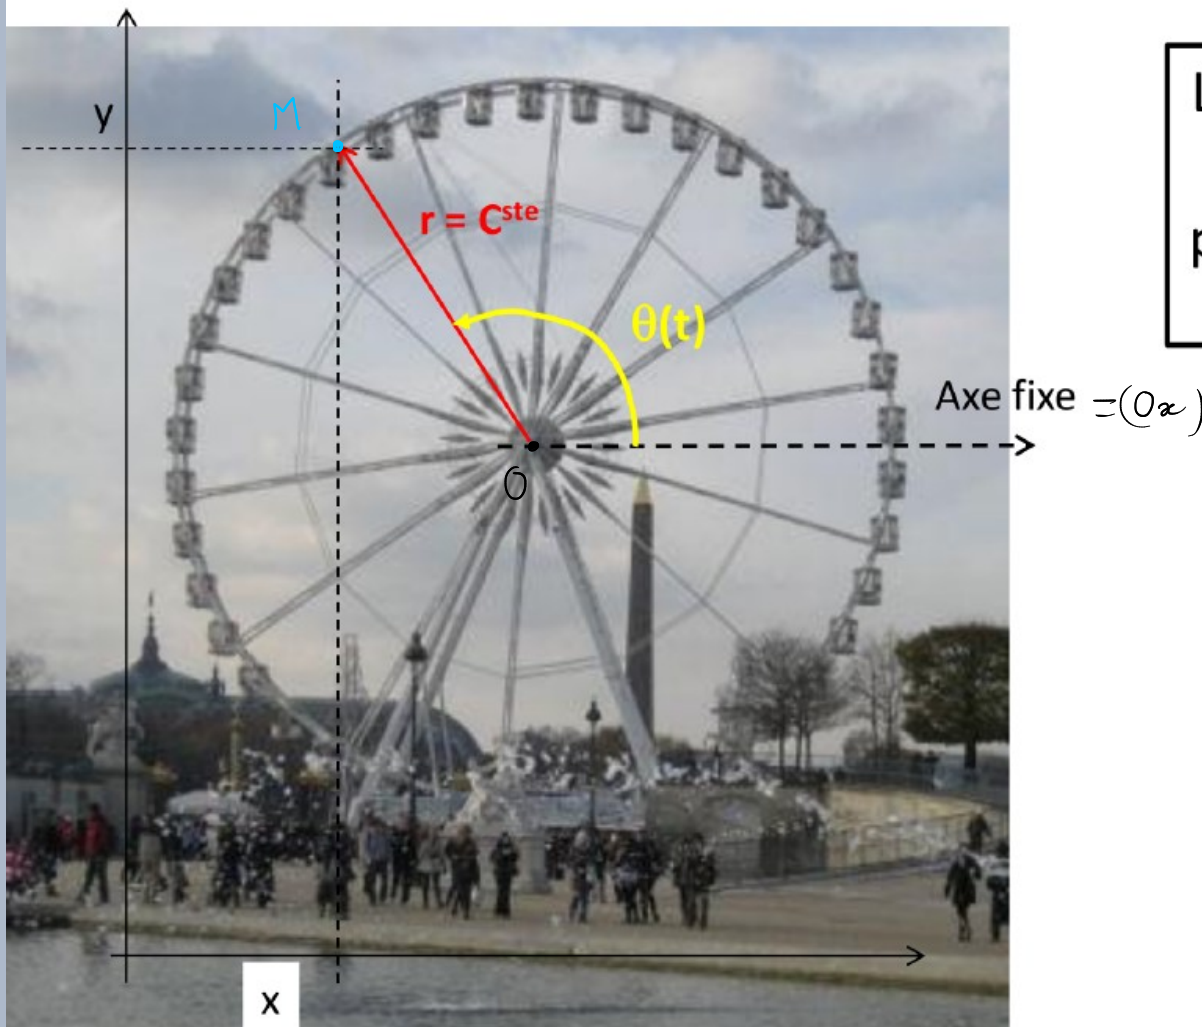 y
M
r = Cste
θ(t)
Axe fixe =(Ox)
O
x
L
p